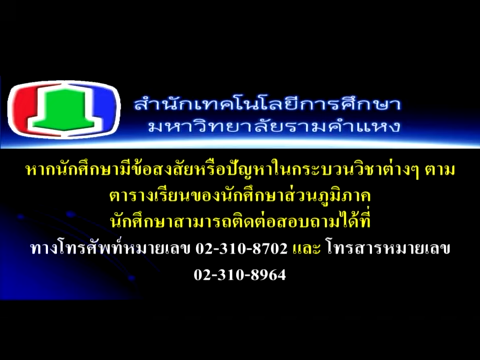 สำนักเทคโนโลยีการศึกษา
มหาวิทยาลัยรามคำแหง
หากนักศึกษามีข้อสงสัยหรือปัญหาในกระบวนวิชาต่างๆ ตาม
ตารางเรียนของนักศึกษาส่วนภูมิภาค
นักศึกษาสามารถติดต่อสอบถามได้ที่
ทางโทรศัพท์หมายเลข 02-310-8702 และ โทรสารหมายเลข
02-310-8964